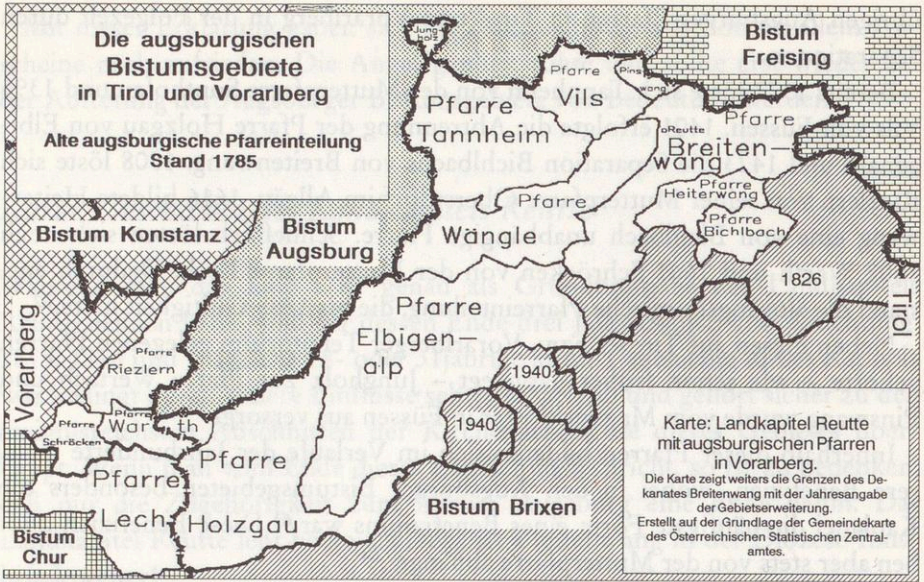 Die augsburgischen
Bistumsgebiete
in Tirol und Vorarlberg
Alte augsburgische Pfarreinteilung
Stand 1785
Jung-
holz
Bistum
Freising
Pfarre
Tannheim
Pfarre
Vils
Pins
wang
oReutte
Pfarre
Breiten-
wang
Pfarre
Heiterwang
Pfarre
Bichlbach
Pfarre
Wängle
Bistum Konstanz
Bistum
Augsburg
1826
Tirol
Vorarlberg
Pfarre
Elbigen-
alp
Pfarre
Riezlern
1940
1940
Pfarre
Warth
Pfarre
Schröcken
Pfarre
Lech
Pfarre
Holzgau
Bistum Brixen
Bistum
Chur
Karte: Landkapitel Reutte
mit augsburgischen Pfarren
in Vorarlberg.
Die Karte zeigt weiters die Grenzen des De-
kanates Breitenwang mit der Jahresangabe
der Gebietserweiterung.
Erstellt auf der Grundlage der Gemeindekarte
des Österreichischen Statistischen Zentral-
amtes.